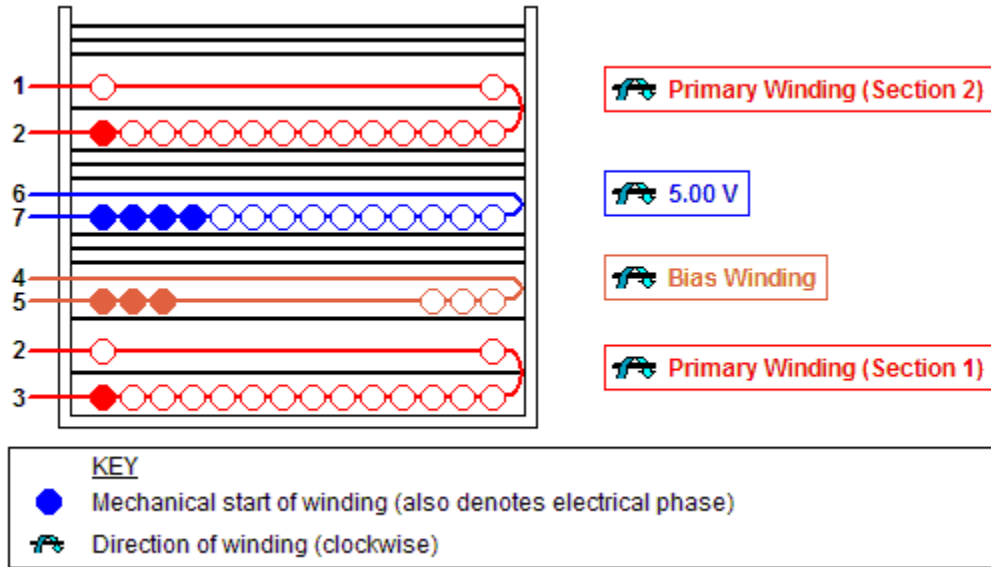 1
Primary Winding (Section 2)
2
6
5.00 V
7
4
Bias Winding
5
2
Primary Winding (Section 1)
3
KEY
Mechanical start of winding (also denotes electrical phase)
Direction of winding (clockwise)